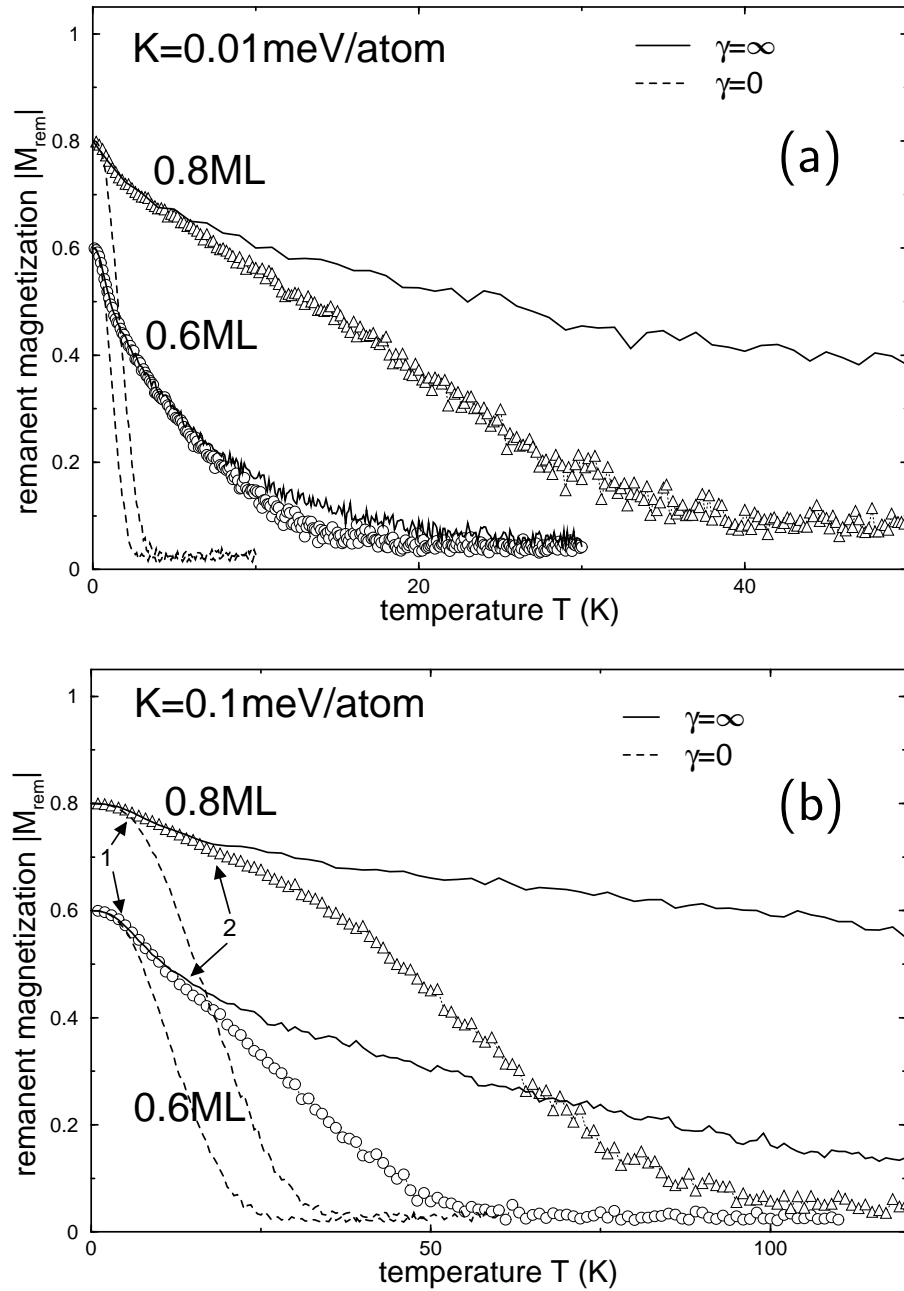 K=0.01meV/atom
γ=∞
γ=0
(a)
0.8ML
0.6ML
remanent magnetization |M_rem|
1
0.8
0.6
0.4
0.2
0
0 20 40
temperature T (K)
K=0.1meV/atom
γ=∞
γ=0
(b)
0.8ML
1
2
0.6ML
remanent magnetization |M_rem|
1
0.8
0.6
0.4
0.2
0
0 50 100
temperature T (K)